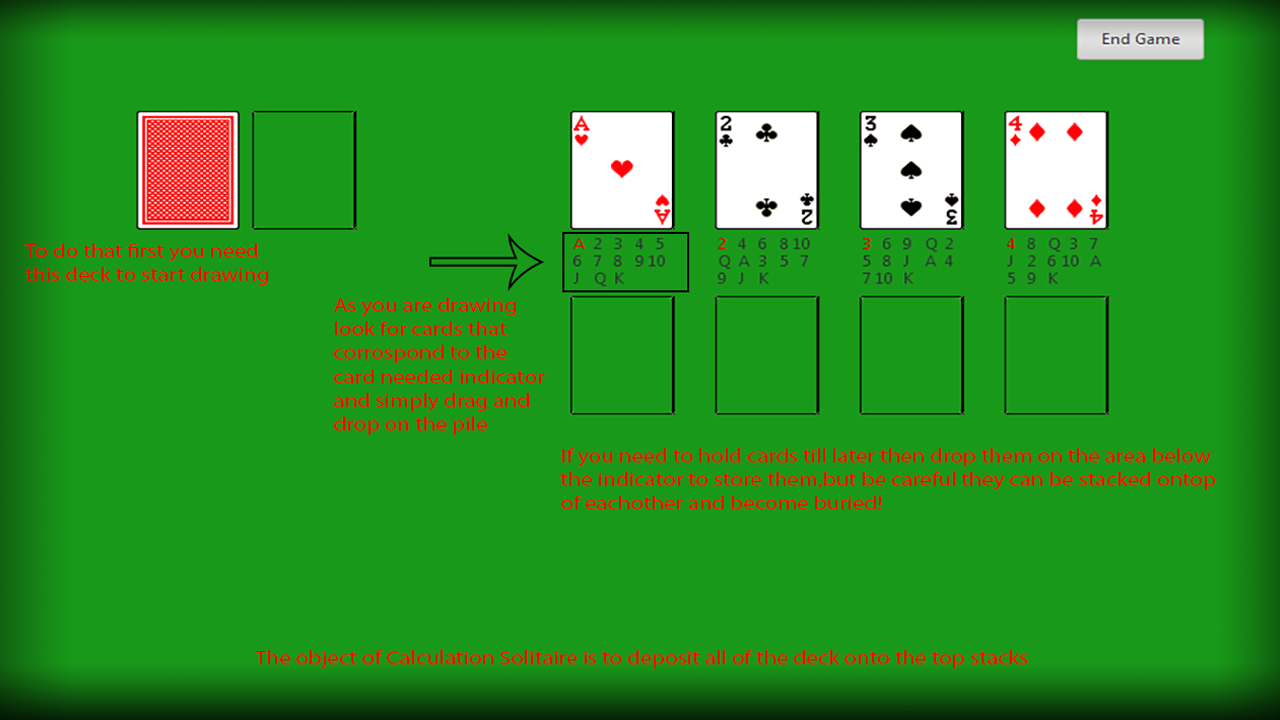 End Game
A
A
2
2
3
3
4
4
To do that first you need
this deck to start drawing
A 2 3 4 5
6 7 8 9 10
J Q K
2 4 6 8 10
Q A 3 5 7
9 J K
3 6 9 Q 2
5 8 J A 4
7 10 K
4 8 Q 3 7
J 2 6 10 A
5 9 K
As you are drawing
look for cards that
corrospond to the
card needed indicator
and simply drag and
drop on the pile
If you need to hold cards till later then drop them on the area below
the indicator to store them,but be careful they can be stacked ontop
of eachother and become buried!
The object of Calculation Solitaire is to deposit all of the deck onto the top stacks